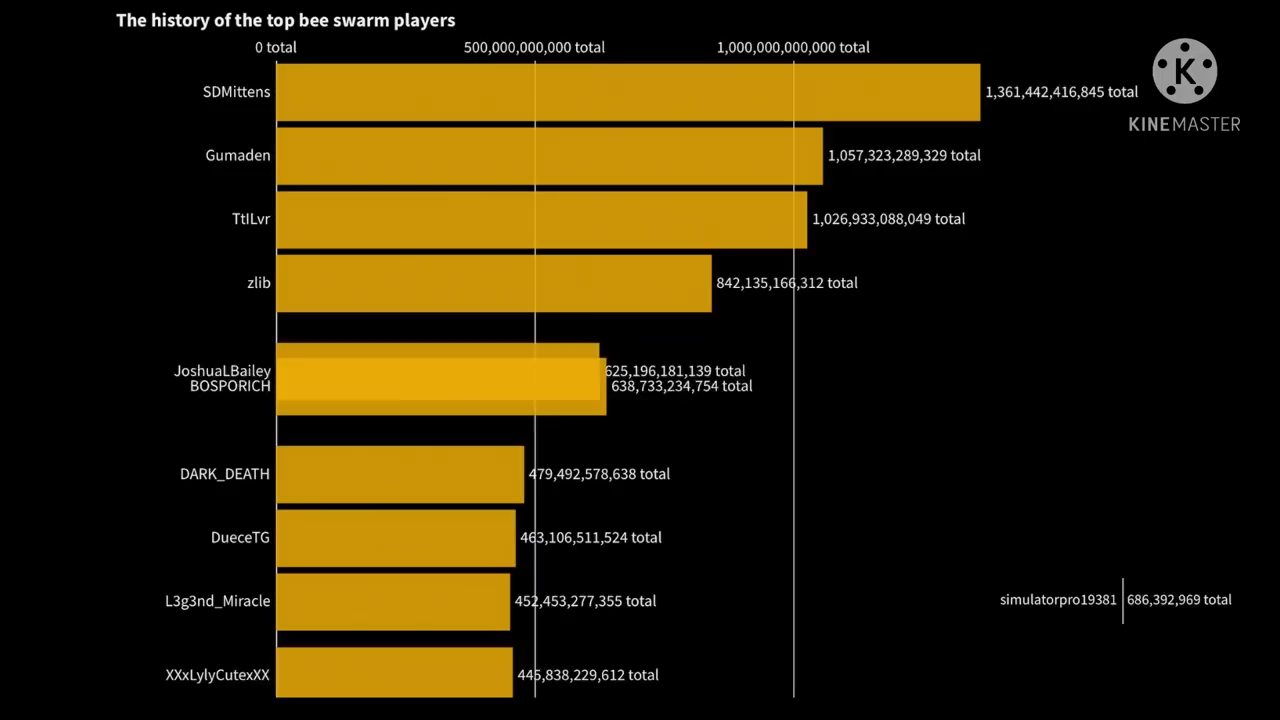 The history of the top bee swarm players
0 total 500,000,000,000 total 1,000,000,000,000 total
SDMittens 1,361,442,416,845 total
K
KINEMASTER
Gumaden 1,057,323,289,329 total
TtILvr 1,026,933,088,049 total
zlib 842,135,166,312 total
JoshuaLBailey 625,196,181,139 total
BOSPORICH 638,733,234,754 total
DARK_DEATH 479,492,578,638 total
DueceTG 463,106,511,524 total
L3g3nd_Miracle 452,453,277,355 total
simulatorpro19381 686,392,969 total
XXxLylyCutexXX 445,838,229,612 total